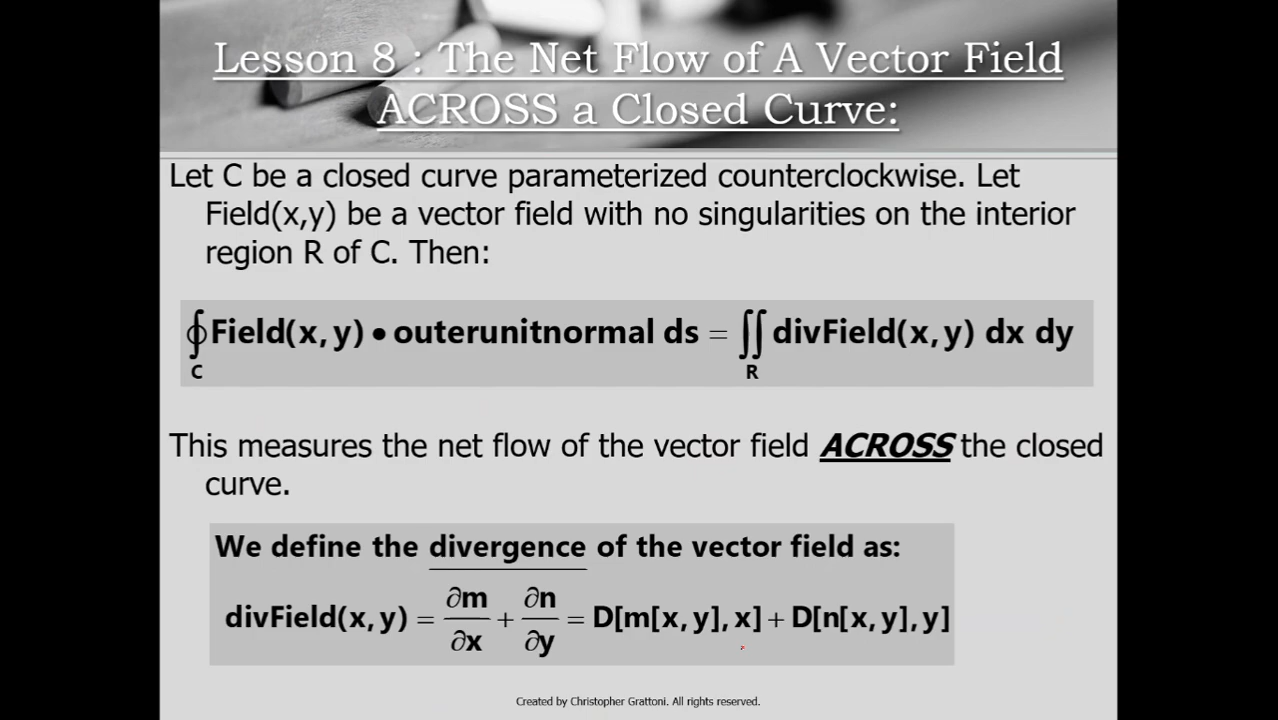 Lesson 8 : The Net Flow of A Vector Field
ACROSS a Closed Curve:
Let C be a closed curve parameterized counterclockwise. Let
Field(x,y) be a vector field with no singularities on the interior
region R of C. Then:
∮_C Field(x, y) • outerunitnormal ds = ∬_R divField(x, y) dx dy
This measures the net flow of the vector field ACROSS the closed
curve.
We define the divergence of the vector field as:
divField(x, y) = ∂m/∂x + ∂n/∂y = D[m[x, y], x] + D[n[x, y], y]
Created by Christopher Grattoni. All rights reserved.